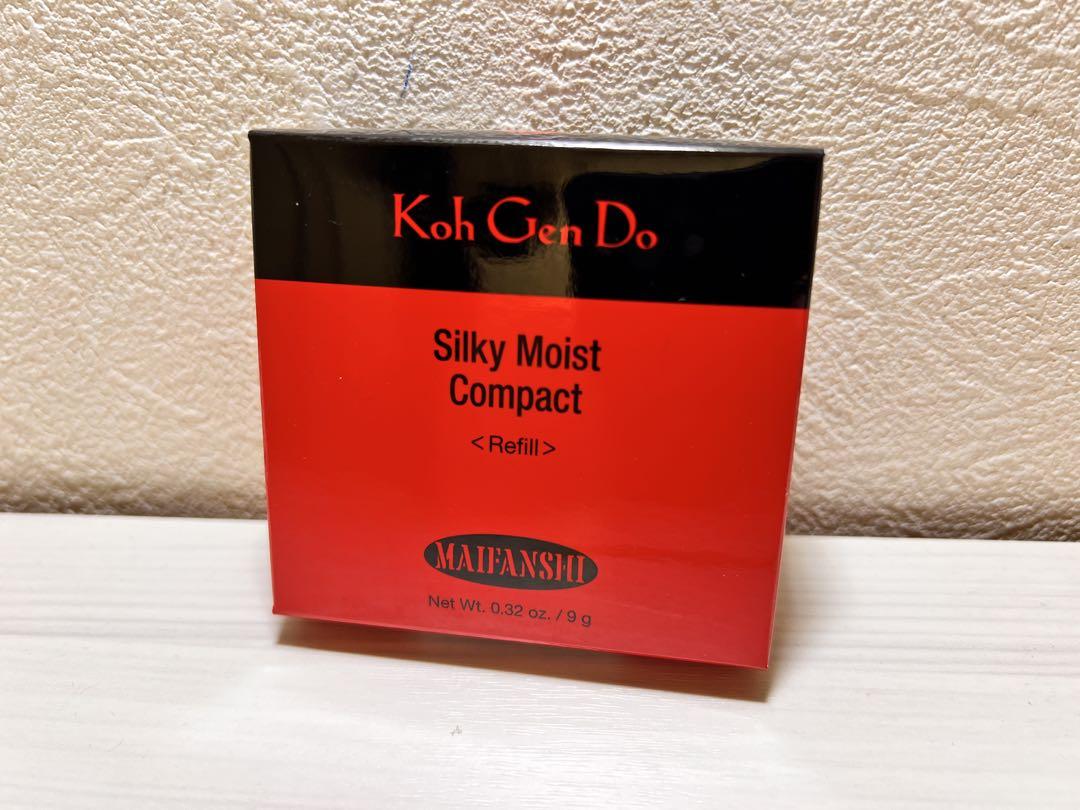 Koh Gen Do
Silky Moist
Compact
<Refill>
MAIFANSHI
Net Wt. 0.32 oz. / 9 g